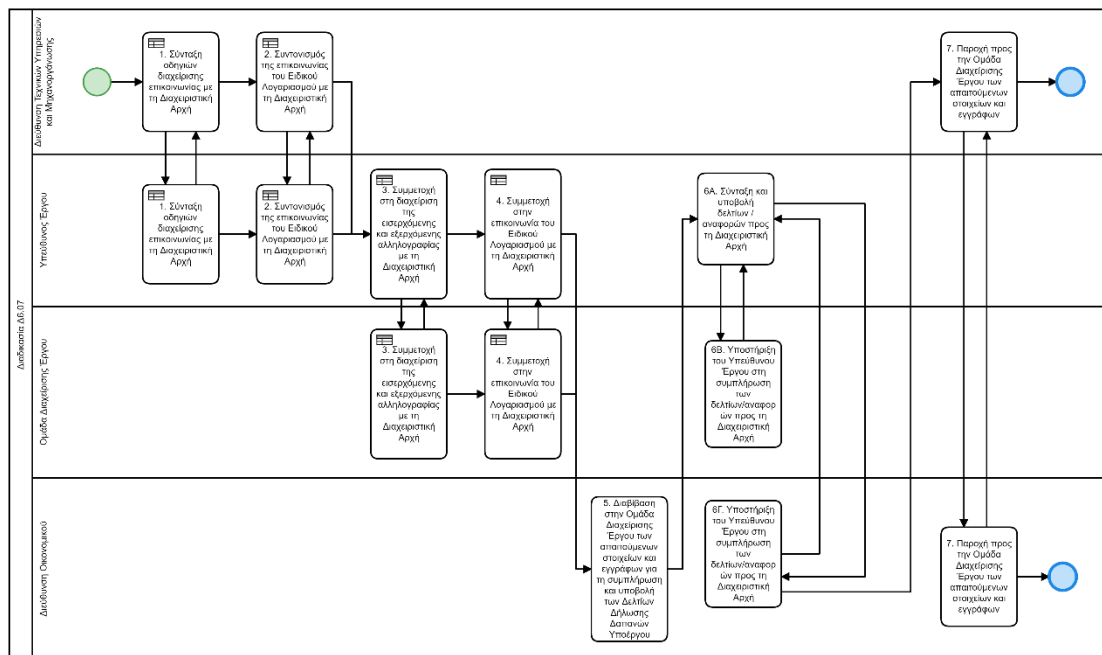 Διαδικασία Δ6.07
Διεύθυνση Τεχνικών Υπηρεσιών
και Μηχανοργάνωσης
1. Σύνταξη
οδηγιών
διαχείρισης
επικοινωνίας με
τη Διαχειριστική
Αρχή
2. Συντονισμός
της επικοινωνίας
του Ειδικού
Λογαριασμού με
τη Διαχειριστική
Αρχή
7. Παροχή προς
την Ομάδα
Διαχείρισης
Έργου των
απαιτούμενων
στοιχείων και
εγγράφων
Υπεύθυνος Έργου
1. Σύνταξη
οδηγιών
διαχείρισης
επικοινωνίας με
τη Διαχειριστική
Αρχή
2. Συντονισμός
της επικοινωνίας
του Ειδικού
Λογαριασμού με
τη Διαχειριστική
Αρχή
3. Συμμετοχή
στη διαχείριση
της
εισερχόμενης
και εξερχόμενης
αλληλογραφίας
με τη
Διαχειριστική
Αρχή
4. Συμμετοχή
στην
επικοινωνία του
Ειδικού
Λογαριασμού με
τη Διαχειριστική
Αρχή
6Α. Σύνταξη και
υποβολή
δελτίων /
αναφορών προς
τη Διαχειριστική
Αρχή
Ομάδα Διαχείρισης Έργου
3. Συμμετοχή
στη διαχείριση
της
εισερχόμενης
και εξερχόμενης
αλληλογραφίας
με τη
Διαχειριστική
Αρχή
4. Συμμετοχή
στην
επικοινωνία του
Ειδικού
Λογαριασμού με
τη Διαχειριστική
Αρχή
6Β. Υποστήριξη
του Υπεύθυνου
Έργου στη
συμπλήρωση
των
δελτίων/αναφορ
ών προς τη
Διαχειριστική
Αρχή
Διεύθυνση Οικονομικού
5. Διαβίβαση
στην Ομάδα
Διαχείρισης
Έργου των
απαιτούμενων
στοιχείων και
εγγράφων για
τη συμπλήρωση
και υποβολή
των Δελτίων
Δήλωσης
Δαπανών
Υποέργου
6Γ. Υποστήριξη
του Υπεύθυνου
Έργου στη
συμπλήρωση
των
δελτίων/αναφορ
ών προς τη
Διαχειριστική
Αρχή
7. Παροχή προς
την Ομάδα
Διαχείρισης
Έργου των
απαιτούμενων
στοιχείων και
εγγράφων